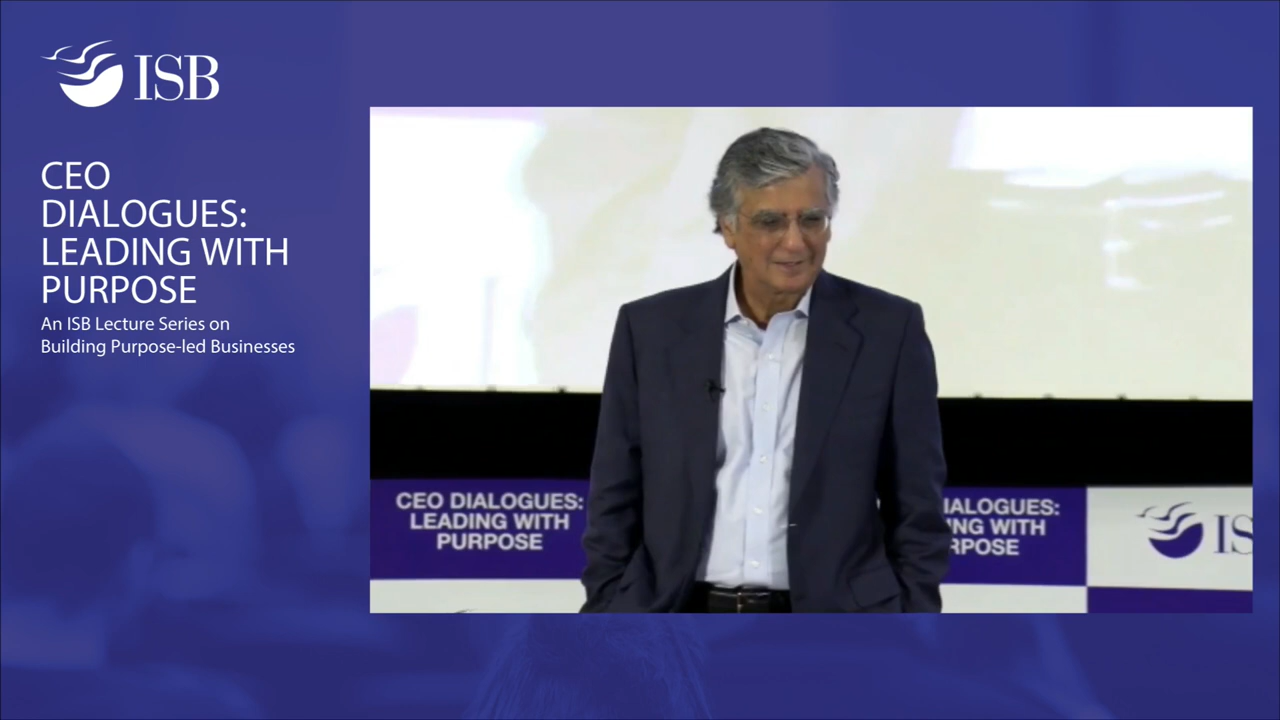 ISB
CEO
DIALOGUES:
LEADING WITH
PURPOSE
An ISB Lecture Series on
Building Purpose-led Businesses
CEO DIALOGUES:
LEADING WITH
PURPOSE
IALOGUES:
NG WITH
RPOSE
IS